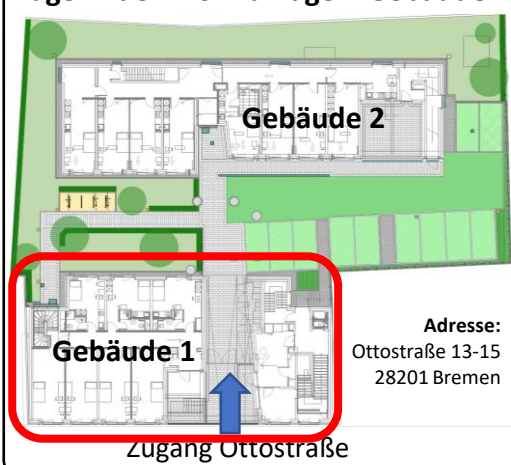 Gebäude 2
Gebäude 1
Adresse:
Ottostraße 13-15
28201 Bremen
Zugang Ottostraße